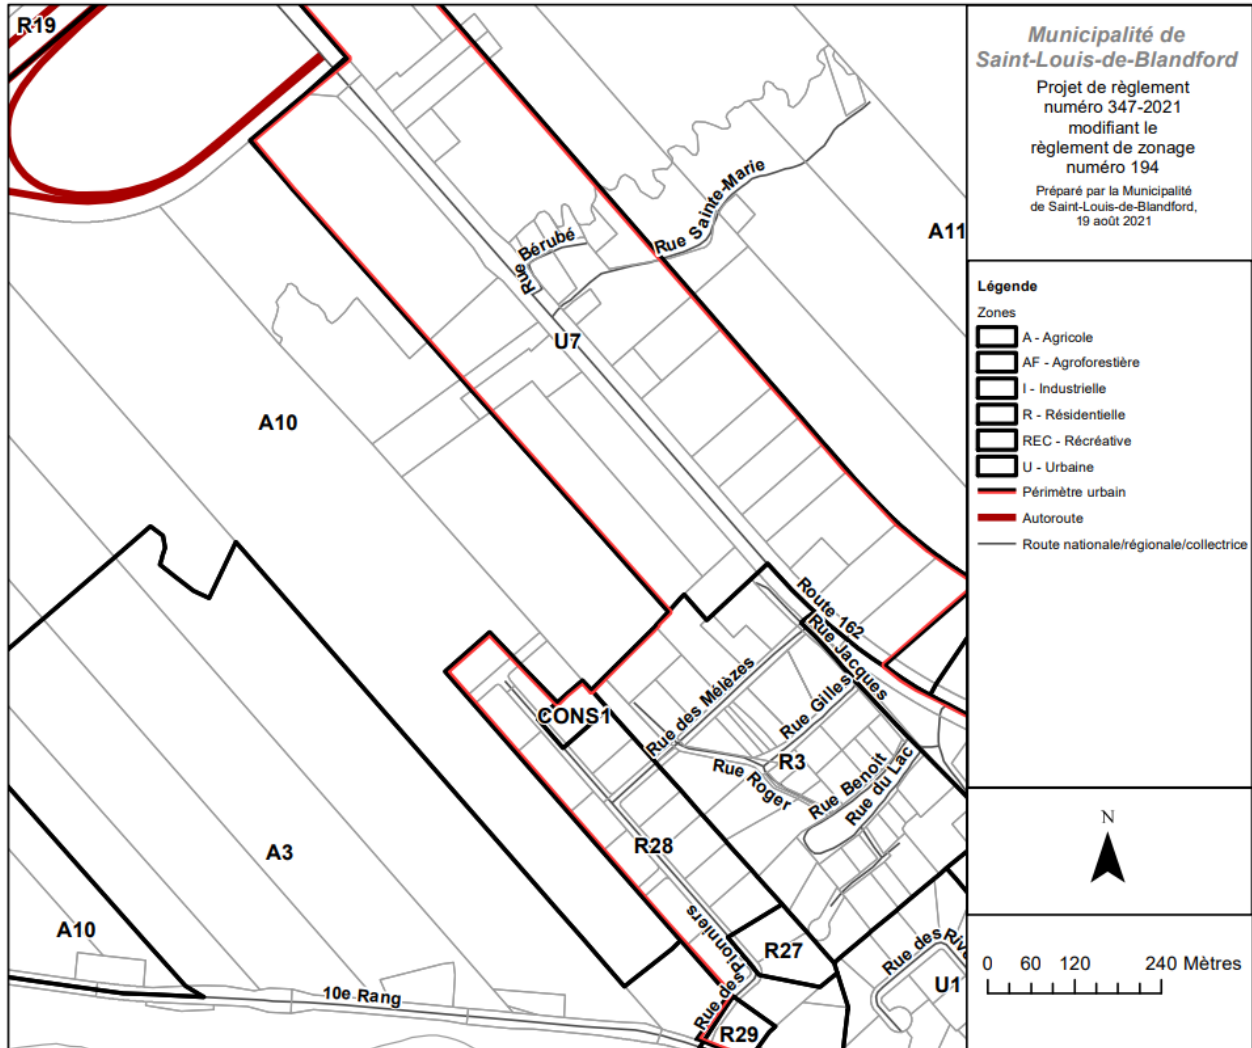 R19
Municipalité de
Saint-Louis-de-Blandford
Projet de règlement
numéro 347-2021
modifiant le
règlement de zonage
numéro 194
Préparé par la Municipalité
de Saint-Louis-de-Blandford,
19 août 2021
Légende
Zones
A - Agricole
AF - Agroforestière
I - Industrielle
R - Résidentielle
REC - Récréative
U - Urbaine
Périmètre urbain
Autoroute
Route nationale/régionale/collectrice
N
0 60 120 240 Mètres
Rue Sainte-Marie
A11
Rue Bérubé
U7
A10
Route 162
Rue Jacques
Rue des Mélèzes
Rue Gilles
CONS1
R3
Rue Roger
Rue Benoit
Rue du Lac
R28
A3
A10
Rue des Pionniers
R27
Rue des Riv
U1
10e Rang
R29